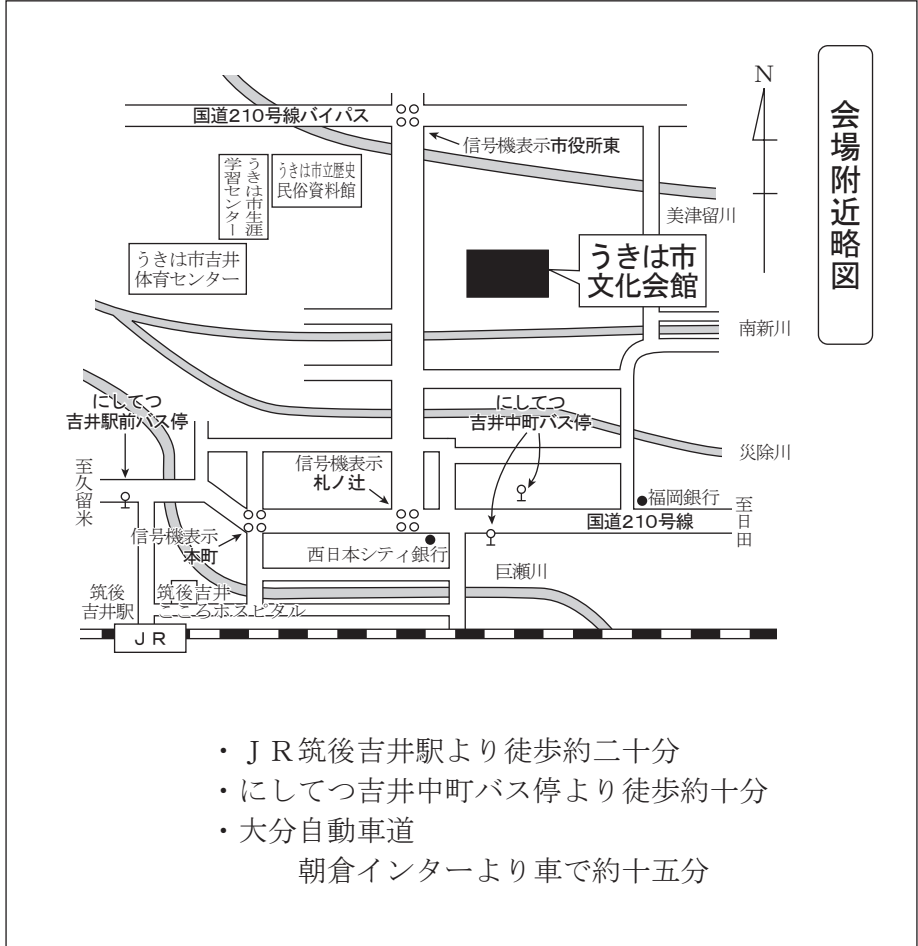 会場附近略図
N
国道210号線バイパス
信号機表示市役所東
うきは市生涯
学習センター
うきは市立歴史
民俗資料館
美津留川
うきは市吉井
体育センター
うきは市
文化会館
南新川
にしてつ
吉井駅前バス停
にしてつ
吉井中町バス停
災除川
至久留米
信号機表示
札ノ辻
福岡銀行
国道210号線
至日田
信号機表示
本町
西日本シティ銀行
巨瀬川
筑後
吉井駅
筑後吉井
こころホスピタル
ＪＲ
・ＪＲ筑後吉井駅より徒歩約二十分
・にしてつ吉井中町バス停より徒歩約十分
・大分自動車道
朝倉インターより車で約十五分